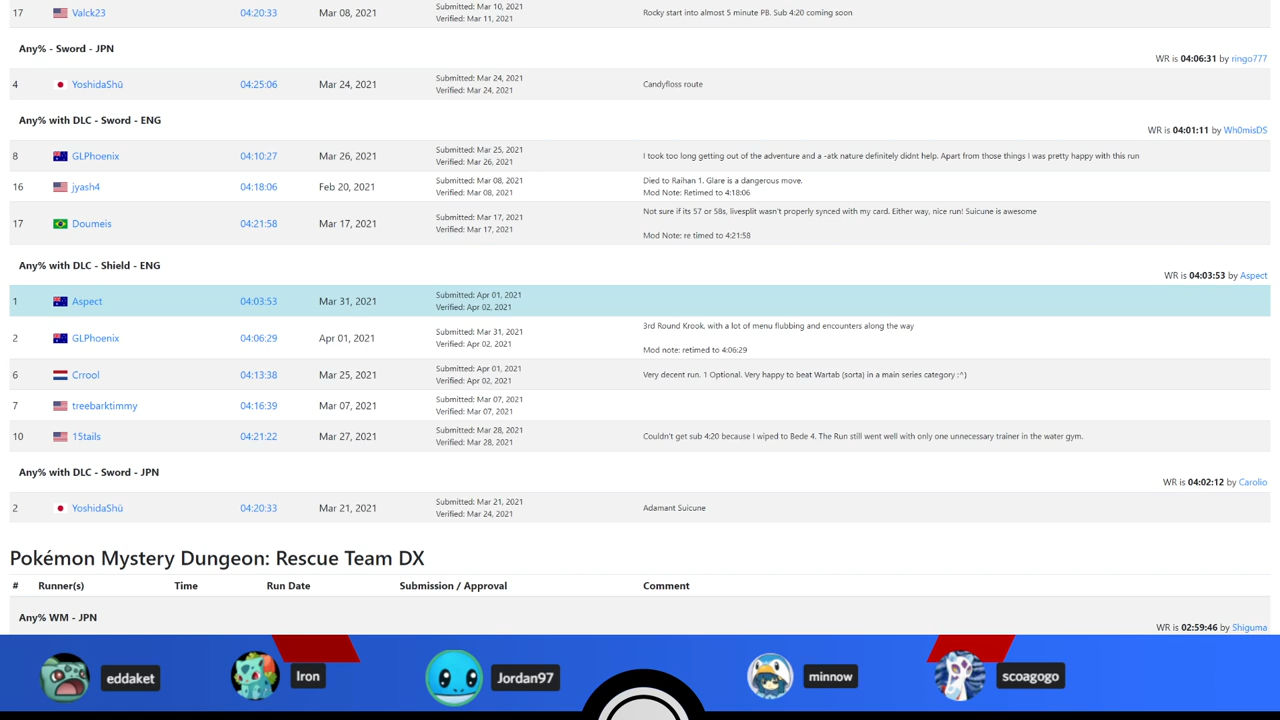 17 Valck23 04:20:33 Mar 08, 2021 Submitted: Mar 10, 2021 Rocky start into almost 5 minute PB. Sub 4:20 coming soon
Verified: Mar 11, 2021
Any% - Sword - JPN
WR is 04:06:31 by ringo777
4 YoshidaShū 04:25:06 Mar 24, 2021 Submitted: Mar 24, 2021 Candyfloss route
Verified: Mar 24, 2021
Any% with DLC - Sword - ENG
WR is 04:01:11 by Wh0misDS
8 GLPhoenix 04:10:27 Mar 26, 2021 Submitted: Mar 25, 2021 I took too long getting out of the adventure and a -atk nature definitely didnt help. Apart from those things I was pretty happy with this run
Verified: Mar 26, 2021
16 jyash4 04:18:06 Feb 20, 2021 Submitted: Mar 08, 2021 Died to Raihan 1. Glare is a dangerous move.
Verified: Mar 08, 2021 Mod Note: Retimed to 4:18:06
17 Doumeis 04:21:58 Mar 17, 2021 Submitted: Mar 17, 2021 Not sure if its 57 or 58s, livesplit wasn't properly synced with my card. Either way, nice run! Suicune is awesome
Verified: Mar 17, 2021
Mod Note: re timed to 4:21:58
Any% with DLC - Shield - ENG
WR is 04:03:53 by Aspect
1 Aspect 04:03:53 Mar 31, 2021 Submitted: Apr 01, 2021
Verified: Apr 02, 2021
2 GLPhoenix 04:06:29 Apr 01, 2021 Submitted: Mar 31, 2021 3rd Round Krook, with a lot of menu flubbing and encounters along the way
Verified: Apr 02, 2021
Mod note: retimed to 4:06:29
6 Crrool 04:13:38 Mar 25, 2021 Submitted: Apr 01, 2021 Very decent run. 1 Optional. Very happy to beat Wartab (sorta) in a main series category :^)
Verified: Apr 02, 2021
7 treebarktimmy 04:16:39 Mar 07, 2021 Submitted: Mar 07, 2021
Verified: Mar 07, 2021
10 15tails 04:21:22 Mar 27, 2021 Submitted: Mar 28, 2021 Couldn't get sub 4:20 because I wiped to Bede 4. The Run still went well with only one unnecessary trainer in the water gym.
Verified: Mar 28, 2021
Any% with DLC - Sword - JPN
WR is 04:02:12 by Carolio
2 YoshidaShū 04:20:33 Mar 21, 2021 Submitted: Mar 21, 2021 Adamant Suicune
Verified: Mar 24, 2021
Pokémon Mystery Dungeon: Rescue Team DX
# Runner(s) Time Run Date Submission / Approval Comment
Any% WM - JPN
WR is 02:59:46 by Shiguma
eddaket Iron Jordan97 minnow scoagogo